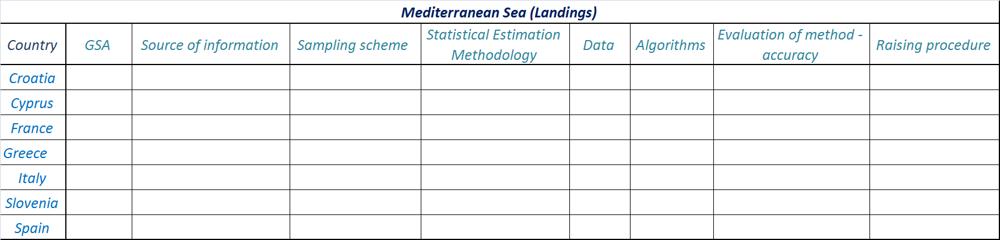 Mediterranean Sea (Landings)
Country GSA Source of information Sampling scheme Statistical Estimation Methodology Data Algorithms Evaluation of method - accuracy Raising procedure
Croatia
Cyprus
France
Greece
Italy
Slovenia
Spain